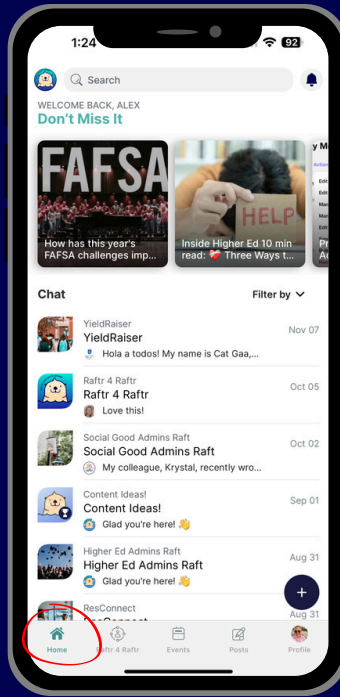 1:24
92
Search
WELCOME BACK, ALEX
Don't Miss It
FAFSA
How has this year's
FAFSA challenges imp...
HELP
Inside Higher Ed 10 min
read: 💝 Three Ways t...
y M
Chat
Filter by
YieldRaiser
Nov 07
YieldRaiser
Hola a todos! My name is Cat Gaa,...
Raftr 4 Raftr
Oct 05
Raftr 4 Raftr
Love this!
Social Good Admins Raft
Oct 02
Social Good Admins Raft
My colleague, Krystal, recently wro...
Content Ideas!
Sep 01
Content Ideas!
Glad you're here! 👋
Higher Ed Admins Raft
Aug 31
Higher Ed Admins Raft
Glad you're here! 👋
ResConnect
Aug 31
ResConnect
+
Home
Raftr 4 Raftr
Events
Posts
Profile